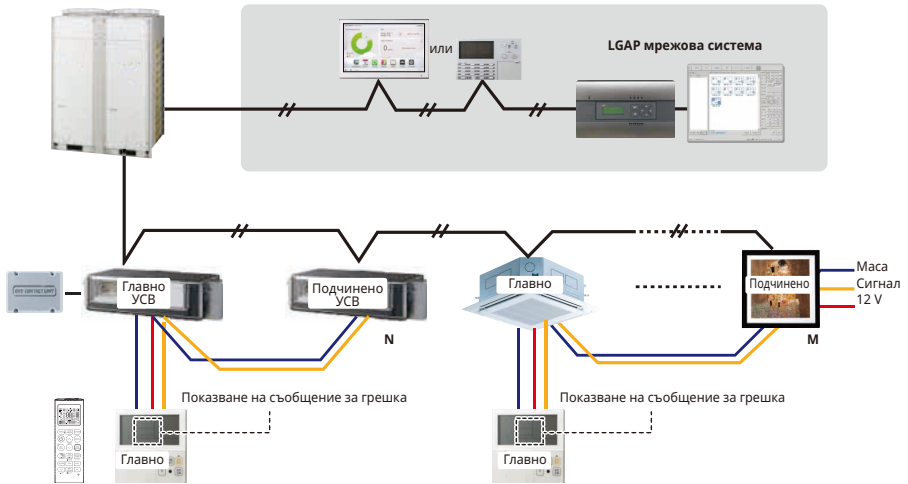 или
LGAP мрежова система
Главно
УСВ
Подчинено
УСВ
Главно
Подчинено
Маса
Сигнал
12 V
N
M
Показване на съобщение за грешка
Показване на съобщение за грешка
Главно
Главно